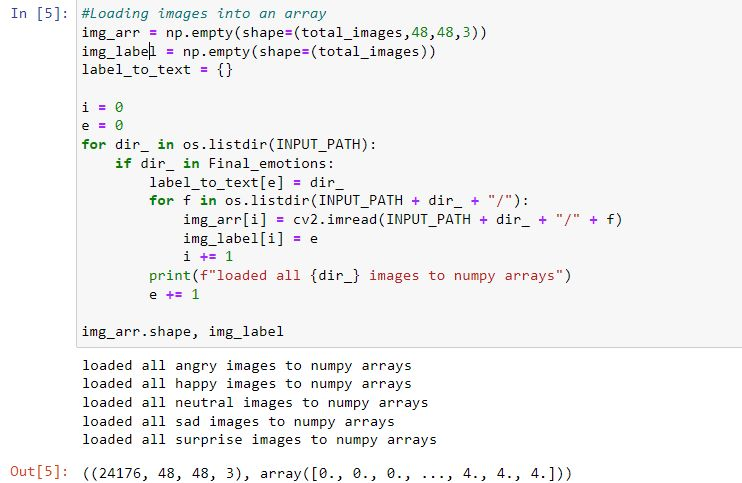 In [5]: #Loading images into an array
img_arr = np.empty(shape=(total_images,48,48,3))
img_label = np.empty(shape=(total_images))
label_to_text = {}

i = 0
e = 0
for dir_ in os.listdir(INPUT_PATH):
    if dir_ in Final_emotions:
        label_to_text[e] = dir_
        for f in os.listdir(INPUT_PATH + dir_ + "/"):
            img_arr[i] = cv2.imread(INPUT_PATH + dir_ + "/" + f)
            img_label[i] = e
            i += 1
        print(f"loaded all {dir_} images to numpy arrays")
        e += 1

img_arr.shape, img_label
loaded all angry images to numpy arrays
loaded all happy images to numpy arrays
loaded all neutral images to numpy arrays
loaded all sad images to numpy arrays
loaded all surprise images to numpy arrays
Out[5]: ((24176, 48, 48, 3), array([0., 0., 0., ..., 4., 4., 4.]))